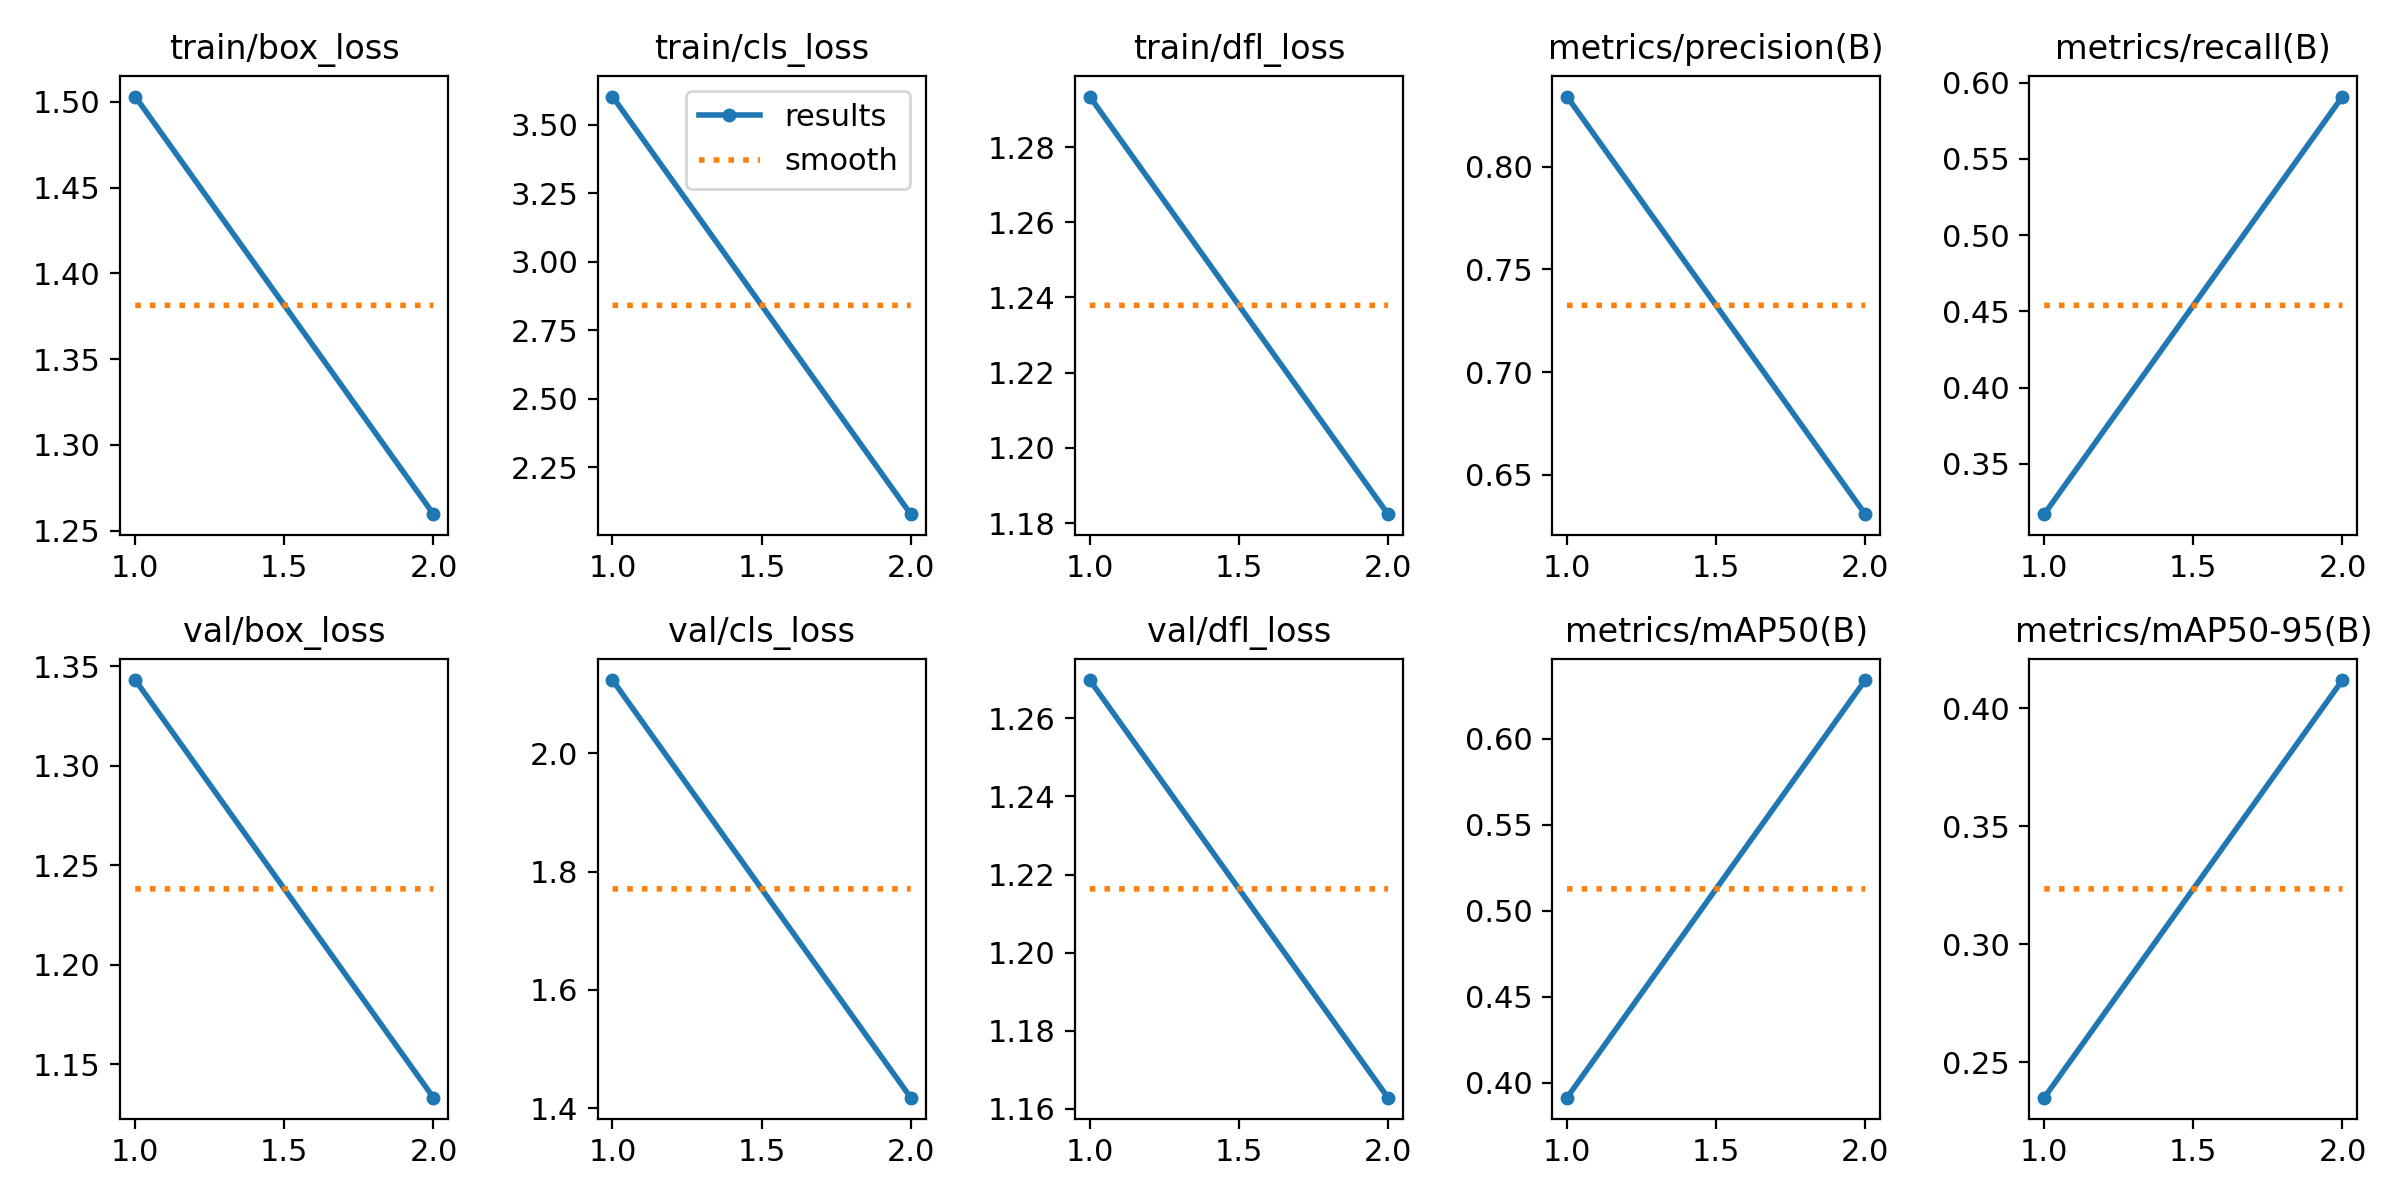 train/box_loss
1.50
1.45
1.40
1.35
1.30
1.25
1.0 1.5 2.0
train/cls_loss
results
smooth
3.50
3.25
3.00
2.75
2.50
2.25
1.0 1.5 2.0
train/dfl_loss
1.28
1.26
1.24
1.22
1.20
1.18
1.0 1.5 2.0
metrics/precision(B)
0.80
0.75
0.70
0.65
1.0 1.5 2.0
metrics/recall(B)
0.60
0.55
0.50
0.45
0.40
0.35
1.0 1.5 2.0
val/box_loss
1.35
1.30
1.25
1.20
1.15
1.0 1.5 2.0
val/cls_loss
2.0
1.8
1.6
1.4
1.0 1.5 2.0
val/dfl_loss
1.26
1.24
1.22
1.20
1.18
1.16
1.0 1.5 2.0
metrics/mAP50(B)
0.60
0.55
0.50
0.45
0.40
1.0 1.5 2.0
metrics/mAP50-95(B)
0.40
0.35
0.30
0.25
1.0 1.5 2.0